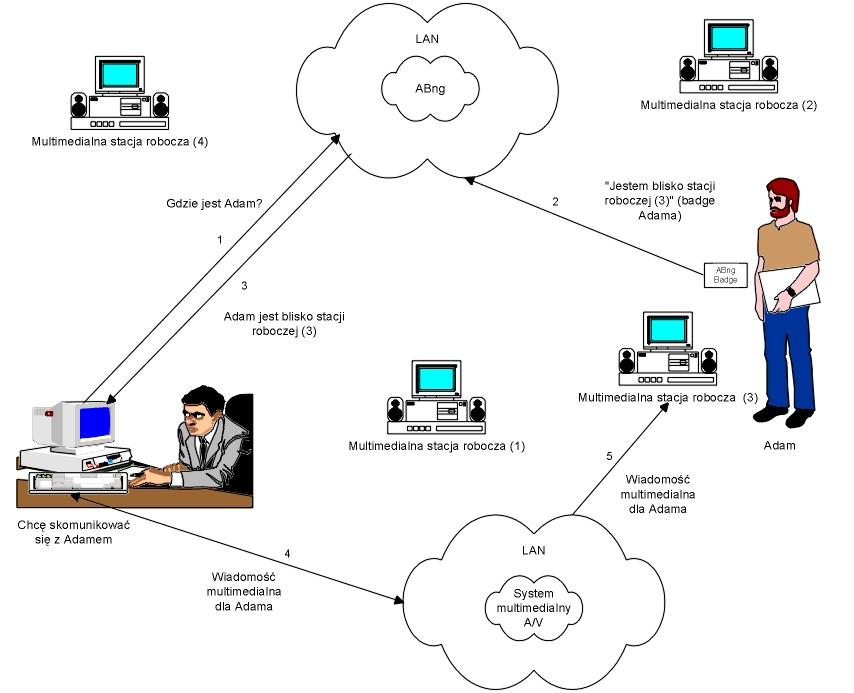 LAN
ABng
Multimedialna stacja robocza (4)
Multimedialna stacja robocza (2)
Gdzie jest Adam?
1
2
"Jestem blisko stacji
roboczej (3)" (badge
Adama)
ABng
Badge
3
Adam jest blisko stacji
roboczej (3)
Multimedialna stacja robocza (3)
Adam
Multimedialna stacja robocza (1)
5
Wiadomość
multimedialna
dla Adama
Chcę skomunikować
się z Adamem
4
Wiadomość
multimedialna
dla Adama
LAN
System
multimedialny
A/V